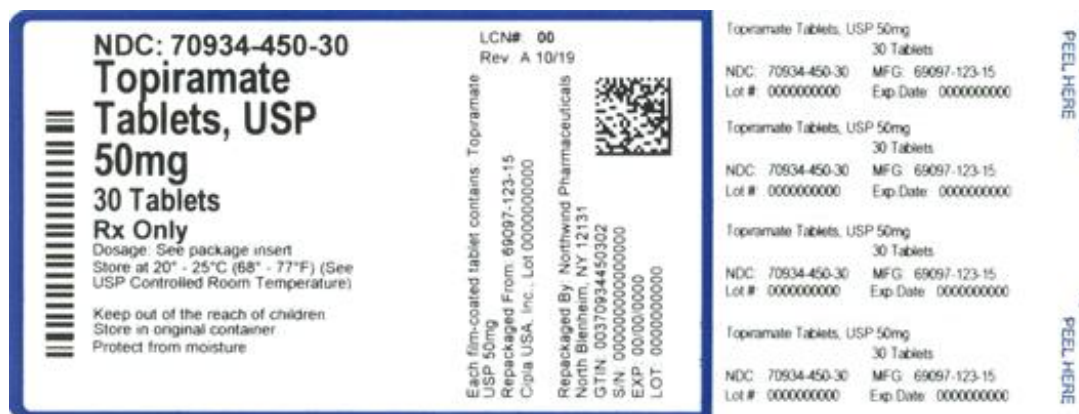 NDC: 70934-450-30
Topiramate
Tablets, USP
50mg
30 Tablets
Rx Only
Dosage: See package insert
Store at 20° - 25°C (68° - 77°F) (See
USP Controlled Room Temperature)
Keep out of the reach of children
Store in original container
Protect from moisture
LCN#: 00
Rev. A 10/19
Each film-coated tablet contains: Topiramate
USP 50mg
Repackaged From: 69097-123-15
Cipla USA, Inc., Lot 0000000000
Repackaged By: Northwind Pharmaceuticals
North Blenheim, NY 12131
GTIN: 00370934450302
S/N: 00000000000000000
EXP: 00/00/0000
LOT: 0000000000
Topiramate Tablets, USP 50mg
30 Tablets
NDC: 70934-450-30 MFG: 69097-123-15
Lot #: 0000000000 Exp.Date: 0000000000
Topiramate Tablets, USP 50mg
30 Tablets
NDC: 70934-450-30 MFG: 69097-123-15
Lot #: 0000000000 Exp.Date: 0000000000
Topiramate Tablets, USP 50mg
30 Tablets
NDC: 70934-450-30 MFG: 69097-123-15
Lot #: 0000000000 Exp.Date: 0000000000
Topiramate Tablets, USP 50mg
30 Tablets
NDC: 70934-450-30 MFG: 69097-123-15
Lot #: 0000000000 Exp.Date: 0000000000
PEEL HERE
PEEL HERE